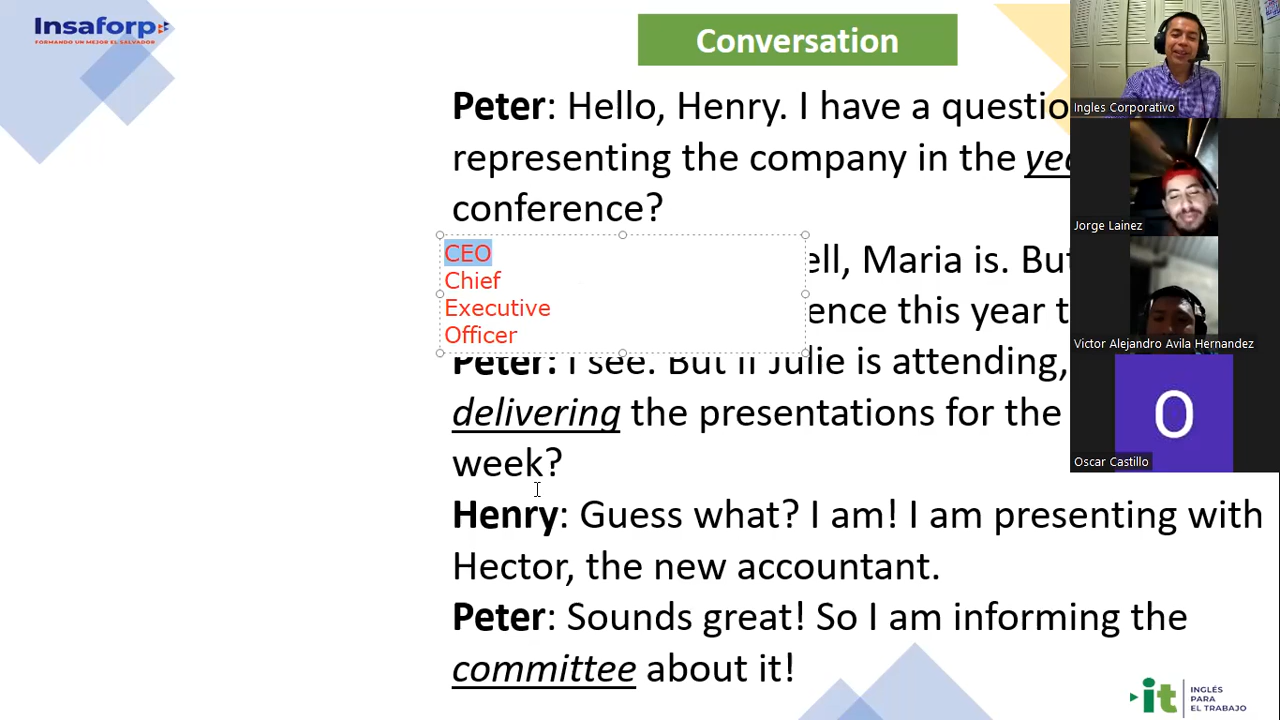 Insaforp
FORMANDO UN MEJOR EL SALVADOR
Conversation
Peter: Hello, Henry. I have a questio
representing the company in the
conference?
CEO
Chief
Executive
Officer
ell, Maria is. But
ence this year t
Peter: I see. But if Julie is attending,
delivering the presentations for the
week?
Henry: Guess what? I am! I am presenting with
Hector, the new accountant.
Peter: Sounds great! So I am informing the
committee about it!
Ingles Corporativo
Jorge Lainez
Victor Alejandro Avila Hernandez
O
Oscar Castillo
it
INGLÉS
PARA
EL TRABAJO